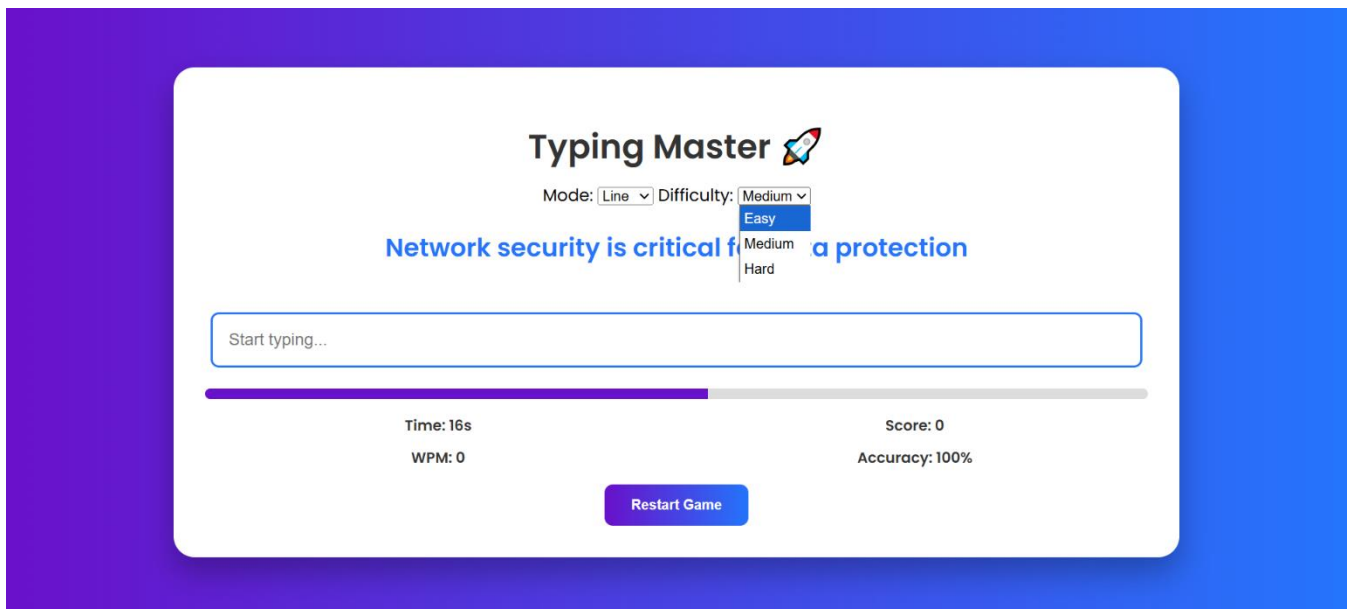 Typing Master 🚀
Mode: Line Difficulty: Medium
Easy
Network security is critical f a protection
Medium
Hard
Start typing...
Time: 16s Score: 0
WPM: 0 Accuracy: 100%
Restart Game